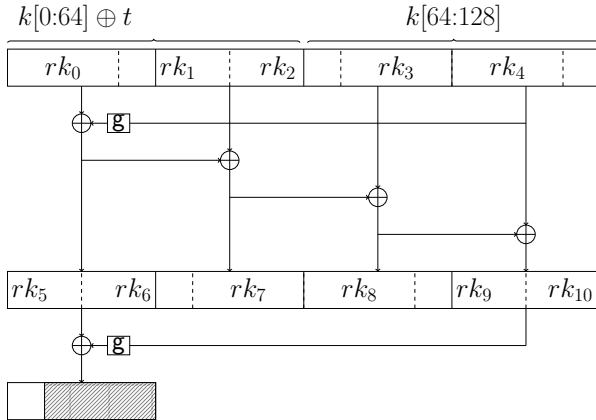 k[0:64] ⊕ t k[64:128]
rk₀ rk₁ rk₂ rk₃ rk₄
g
rk₅ rk₆ rk₇ rk₈ rk₉ rk₁₀
g